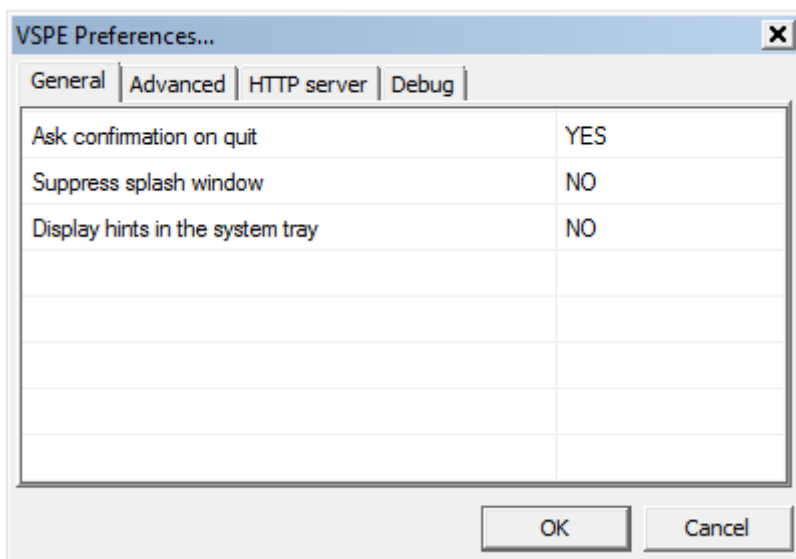 VSPE Preferences...
General Advanced HTTP server Debug
Ask confirmation on quit YES
Suppress splash window NO
Display hints in the system tray NO
OK Cancel